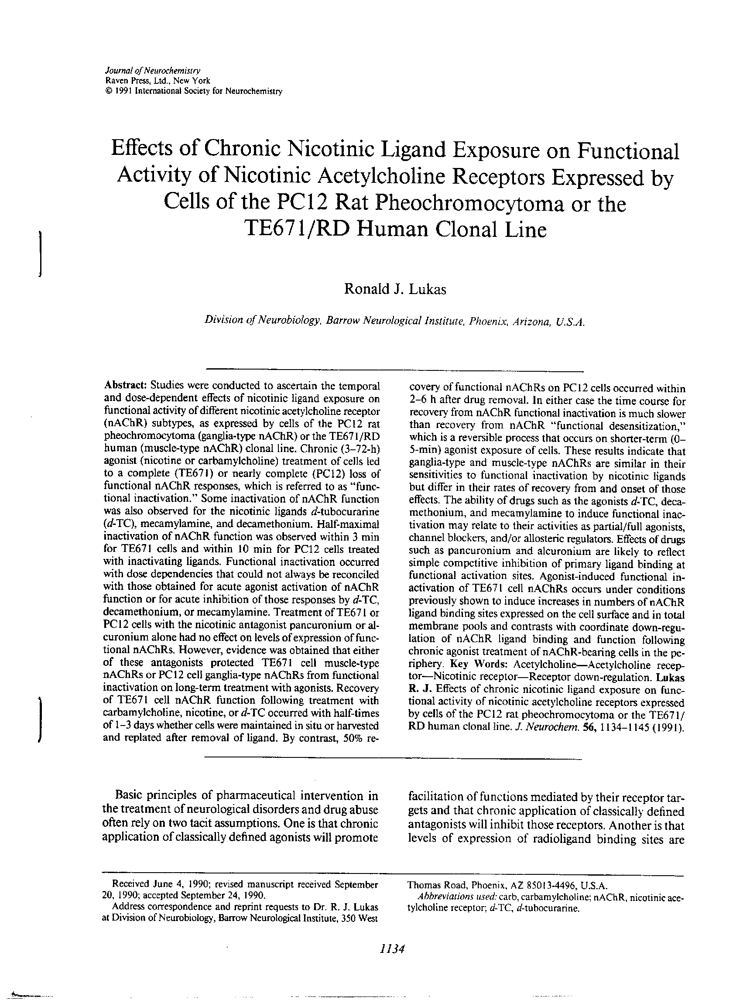 Journal of Neurochemistry
Raven Press, Ltd., New York
© 1991 International Society for Neurochemistry
Effects of Chronic Nicotinic Ligand Exposure on Functional
Activity of Nicotinic Acetylcholine Receptors Expressed by
Cells of the PC12 Rat Pheochromocytoma or the
TE671/RD Human Clonal Line
Ronald J. Lukas
Division of Neurobiology, Barrow Neurological Institute, Phoenix, Arizona, U.S.A.
Abstract: Studies were conducted to ascertain the temporal
and dose-dependent effects of nicotinic ligand exposure on
functional activity of different nicotinic acetylcholine receptor
(nAChR) subtypes, as expressed by cells of the PC12 rat
pheochromocytoma (ganglia-type nAChR) or the TE671/RD
human (muscle-type nAChR) clonal line. Chronic (3–72-h)
agonist (nicotine or carbamylcholine) treatment of cells led
to a complete (TE671) or nearly complete (PC12) loss of
functional nAChR responses, which is referred to as "func-
tional inactivation." Some inactivation of nAChR function
was also observed for the nicotinic ligands d-tubocurarine
(d-TC), mecamylamine, and decamethonium. Half-maximal
inactivation of nAChR function was observed within 3 min
for TE671 cells and within 10 min for PC12 cells treated
with inactivating ligands. Functional inactivation occurred
with dose dependencies that could not always be reconciled
with those obtained for acute agonist activation of nAChR
function or for acute inhibition of those responses by d-TC,
decamethonium, or mecamylamine. Treatment of TE671 or
PC12 cells with the nicotinic antagonist pancuronium or al-
curonium alone had no effect on levels of expression of func-
tional nAChRs. However, evidence was obtained that either
of these antagonists protected TE671 cell muscle-type
nAChRs or PC12 cell ganglia-type nAChRs from functional
inactivation on long-term treatment with agonists. Recovery
of TE671 cell nAChR function following treatment with
carbamylcholine, nicotine, or d-TC occurred with half-times
of 1–3 days whether cells were maintained in situ or harvested
and replated after removal of ligand. By contrast, 50% re-
covery of functional nAChRs on PC12 cells occurred within
2–6 h after drug removal. In either case the time course for
recovery from nAChR functional inactivation is much slower
than recovery from nAChR "functional desensitization,"
which is a reversible process that occurs on shorter-term (0–
5-min) agonist exposure of cells. These results indicate that
ganglia-type and muscle-type nAChRs are similar in their
sensitivities to functional inactivation by nicotinic ligands
but differ in their rates of recovery from and onset of those
effects. The ability of drugs such as the agonists d-TC, deca-
methonium, and mecamylamine to induce functional inac-
tivation may relate to their activities as partial/full agonists,
channel blockers, and/or allosteric regulators. Effects of drugs
such as pancuronium and alcuronium are likely to reflect
simple competitive inhibition of primary ligand binding at
functional activation sites. Agonist-induced functional in-
activation of TE671 cell nAChRs occurs under conditions
previously shown to induce increases in numbers of nAChR
ligand binding sites expressed on the cell surface and in total
membrane pools and contrasts with coordinate down-regu-
lation of nAChR ligand binding and function following
chronic agonist treatment of nAChR-bearing cells in the pe-
riphery. Key Words: Acetylcholine—Acetylcholine recep-
tor—Nicotinic receptor—Receptor down-regulation. Lukas
R. J. Effects of chronic nicotinic ligand exposure on func-
tional activity of nicotinic acetylcholine receptors expressed
by cells of the PC12 rat pheochromocytoma or the TE671/
RD human clonal line. J. Neurochem. 56, 1134–1145 (1991).
Basic principles of pharmaceutical intervention in
the treatment of neurological disorders and drug abuse
often rely on two tacit assumptions. One is that chronic
application of classically defined agonists will promote
facilitation of functions mediated by their receptor tar-
gets and that chronic application of classically defined
antagonists will inhibit those receptors. Another is that
levels of expression of radioligand binding sites are
Received June 4, 1990; revised manuscript received September
20, 1990; accepted September 24, 1990.
Address correspondence and reprint requests to Dr. R. J. Lukas
at Division of Neurobiology, Barrow Neurological Institute, 350 West
Thomas Road, Phoenix, AZ 85013-4496, U.S.A.
Abbreviations used: carb, carbamylcholine; nAChR, nicotinic ace-
tylcholine receptor; d-TC, d-tubocurarine.
1134